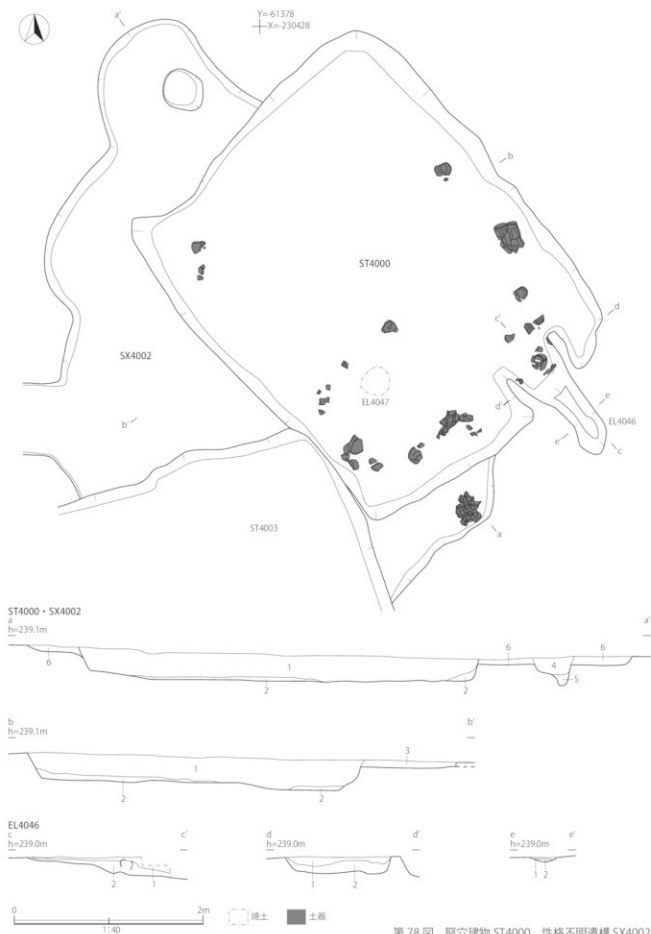 a'
Y=-61378
X=-230428
b
ST4000
d
c'
SX4002
b'
EL4047
d'
e
EL4046
e'
c
ST4003
a
ST4000・SX4002
a a'
h=239.1m
6 1 6 4 6
2 2 5
b b'
h=239.1m
1 3
2 2
EL4046
c c' d d' e e'
h=239.0m h=239.0m h=239.0m
2 1 1 2 1 2
0 2m
1:40
焼土 土器
第 78 図 竪穴建物 ST4000、性格不明遺構 SX4002